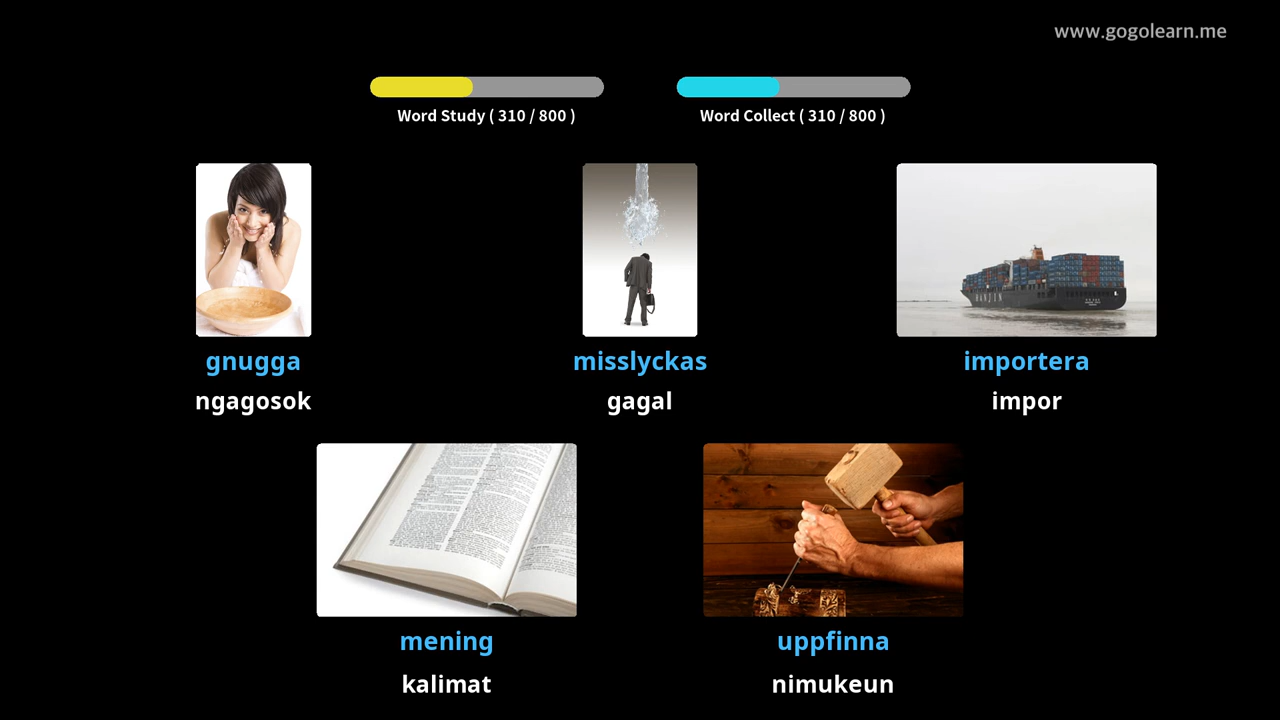 www.gogolearn.me
Word Study ( 310 / 800 )
Word Collect ( 310 / 800 )
gnugga
misslyckas
importera
ngagosok
gagal
impor
mening
uppfinna
kalimat
nimukeun